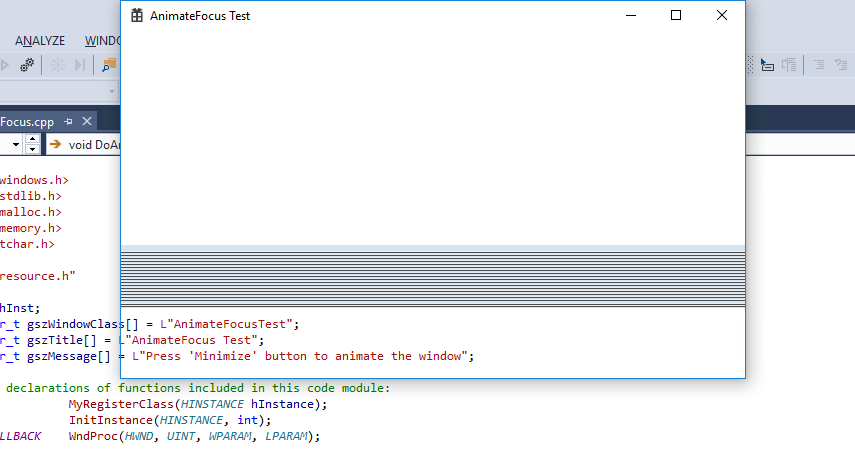 AnimateFocus Test
ANALYZE WINDO
Focus.cpp
void DoAn
windows.h>
stdlib.h>
malloc.h>
memory.h>
tchar.h>
resource.h"
hInst;
r_t gszWindowClass[] = L"AnimateFocusTest";
r_t gszTitle[] = L"AnimateFocus Test";
r_t gszMessage[] = L"Press 'Minimize' button to animate the window";
declarations of functions included in this code module:
MyRegisterClass(HINSTANCE hInstance);
InitInstance(HINSTANCE, int);
LLBACK WndProc(HWND, UINT, WPARAM, LPARAM);